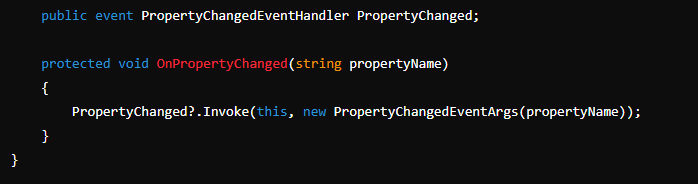 public event PropertyChangedEventHandler PropertyChanged;
protected void OnPropertyChanged(string propertyName)
{
PropertyChanged?.Invoke(this, new PropertyChangedEventArgs(propertyName));
}
}